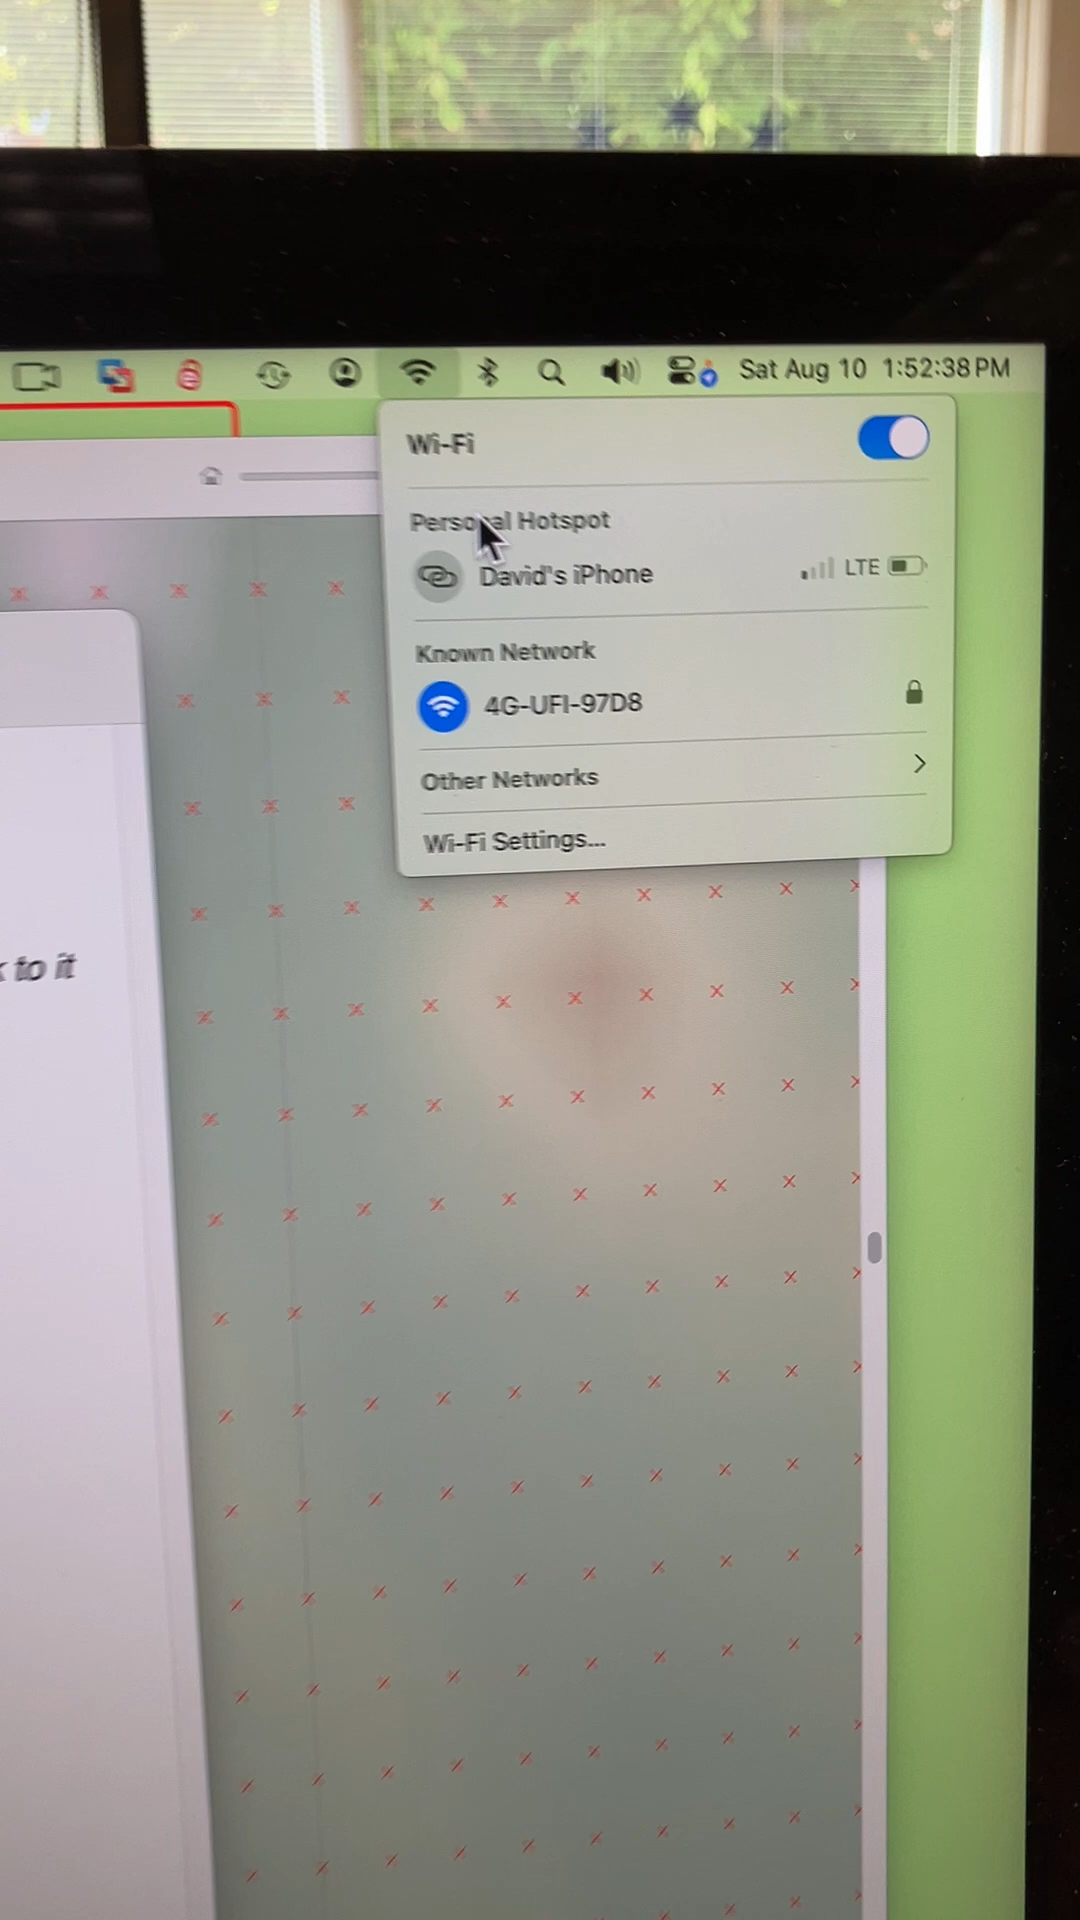 Sat Aug 10 1:52:38 PM
Wi-Fi
Personal Hotspot
David's iPhone LTE
Known Network
4G-UFI-97D8
Other Networks
Wi-Fi Settings...
to it